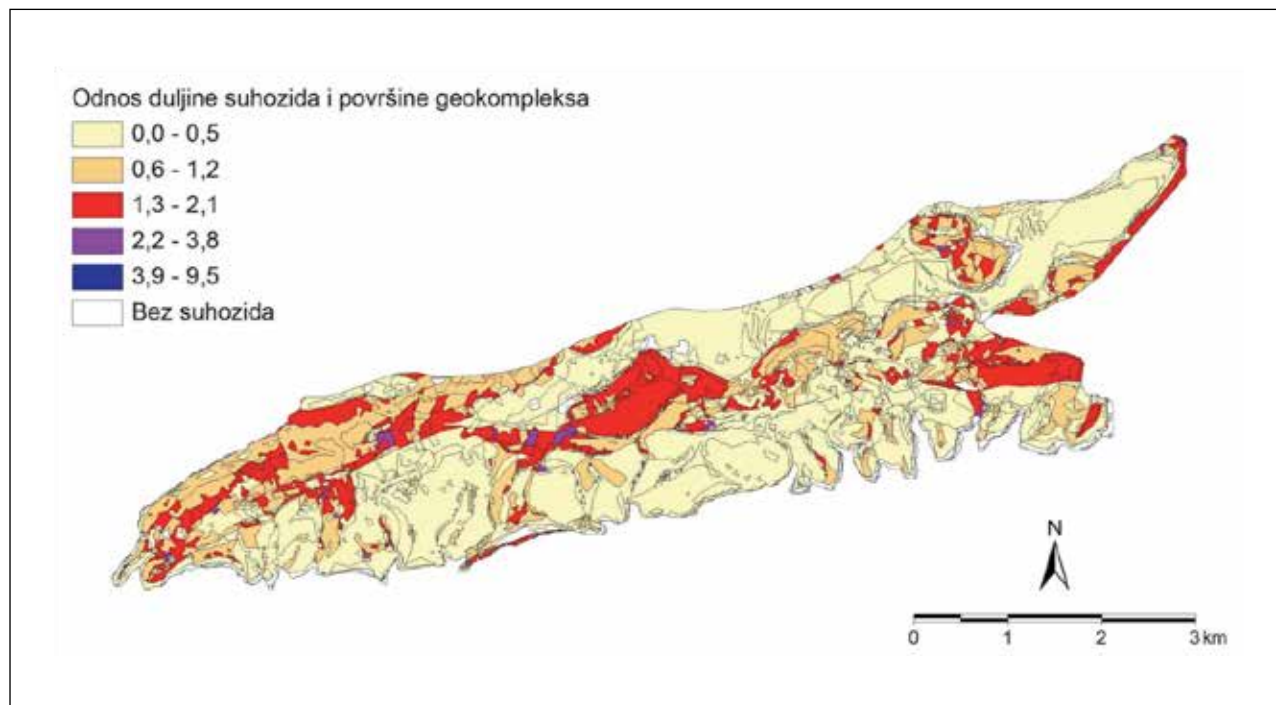 Odnos duljine suhozida i površine geokompleksa
0,0 - 0,5
0,6 - 1,2
1,3 - 2,1
2,2 - 3,8
3,9 - 9,5
Bez suhozida
N
0 1 2 3 km